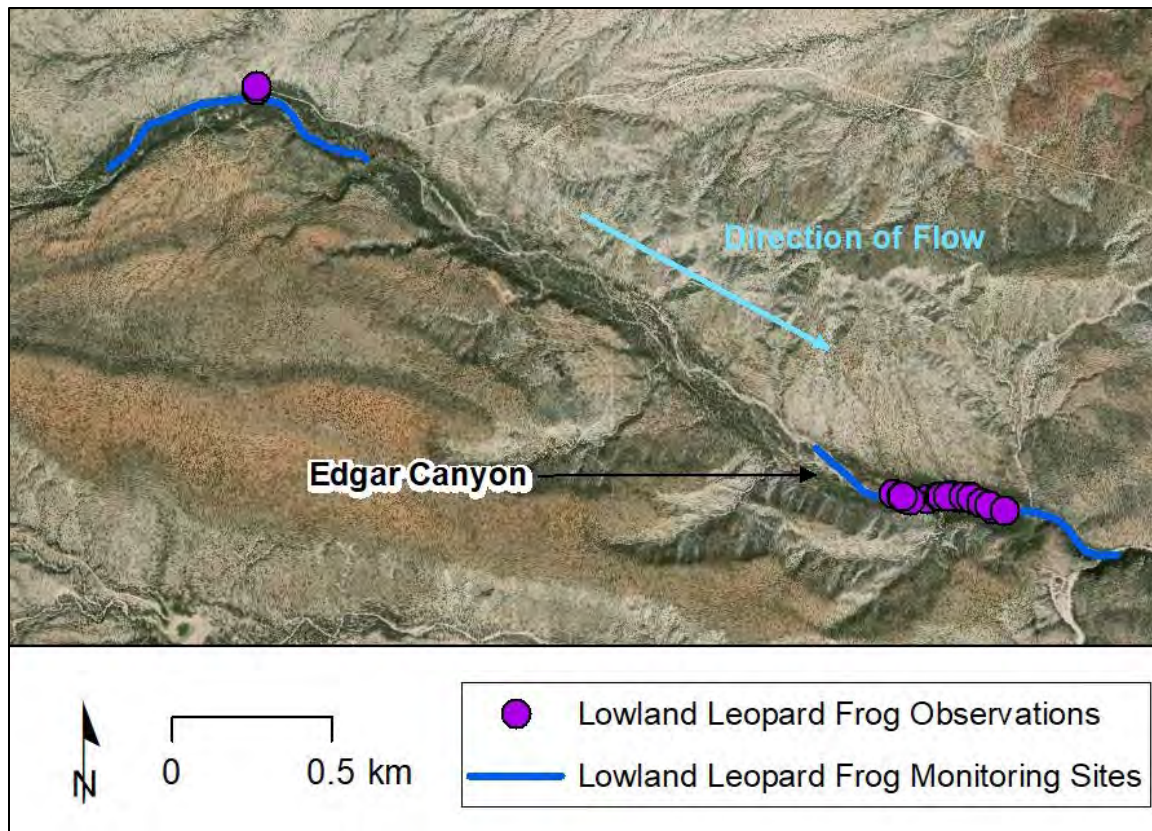 Direction of Flow
Edgar Canyon
N
0 0.5 km
Lowland Leopard Frog Observations
Lowland Leopard Frog Monitoring Sites